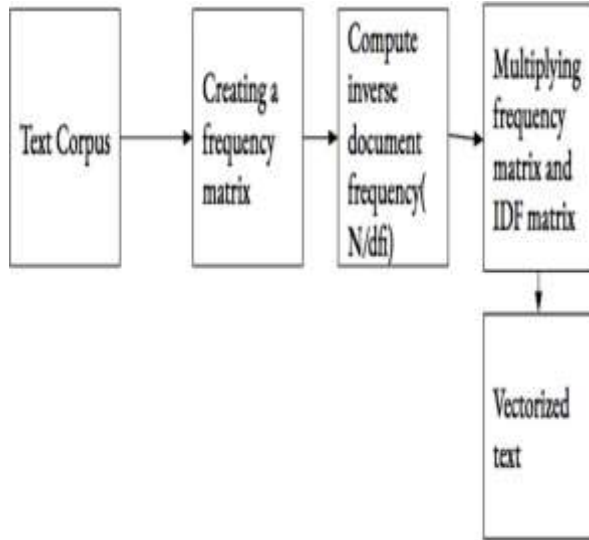 Text Corpus
Creating a
frequency
matrix
Compute
inverse
document
frequency(
N/dfi)
Multiplying
frequency
matrix and
IDF matrix
Vectorized
text